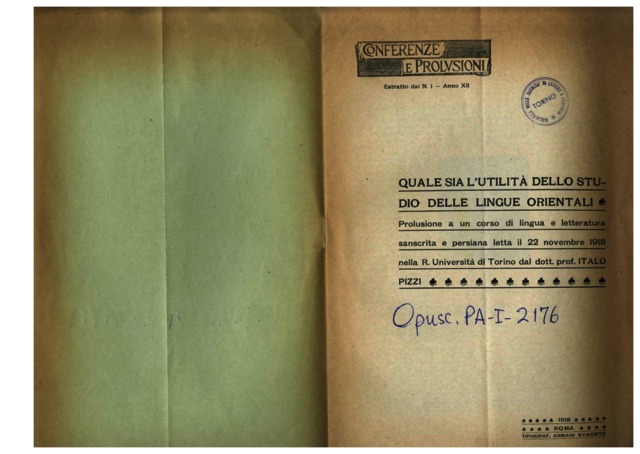 CONFERENZE
E PROLVSIONI
Estratto dal N. 1 — Anno XII
TORINO
QUALE SIA L'UTILITÀ DELLO STU-
DIO DELLE LINGUE ORIENTALI
Prolusione a un corso di lingua e letteratura
sanscrita e persiana letta il 22 novembre 1918
nella R. Università di Torino dal dott. prof. ITALO
PIZZI
Opusc. PA-I-2176
1919
ROMA
TIPOGRAF. ARMANI